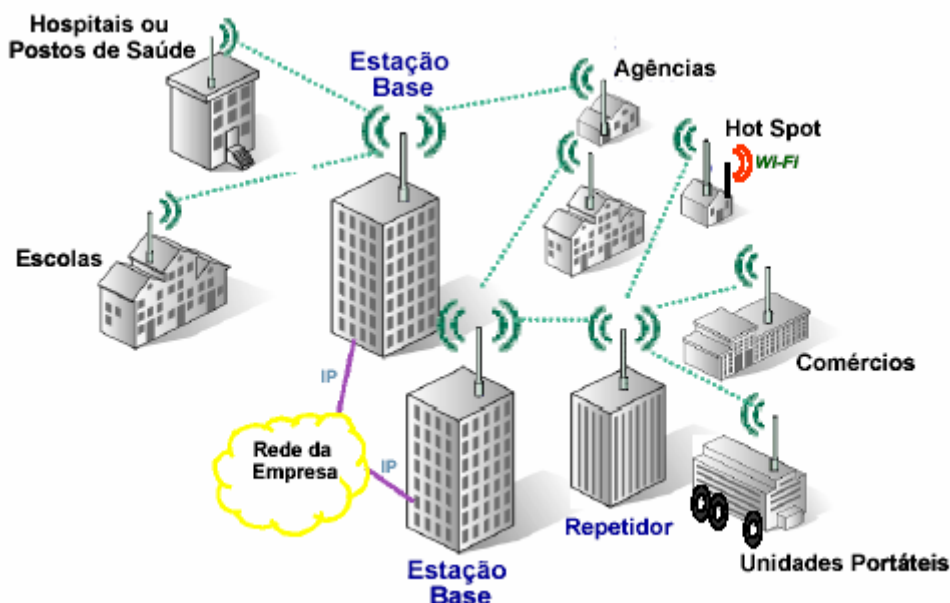 Hospitais ou
Postos de Saúde
Estação
Base
Agências
Hot Spot
Wi-Fi
Escolas
Comércios
IP
Rede da
Empresa
IP
Repetidor
Unidades Portáteis
Estação
Base